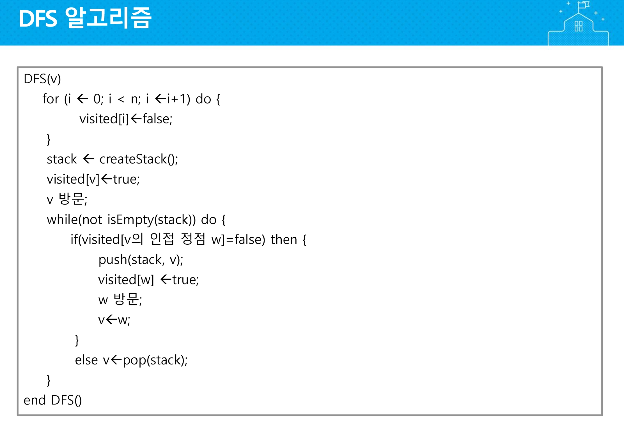 DFS 알고리즘
DFS(v)
for (i ← 0; i < n; i ←i+1) do {
visited[i]←false;
}
stack ← createStack();
visited[v]←true;
v 방문;
while(not isEmpty(stack)) do {
if(visited[v의 인접 정점 w]=false) then {
push(stack, v);
visited[w] ←true;
w 방문;
v←w;
}
else v←pop(stack);
}
end DFS()